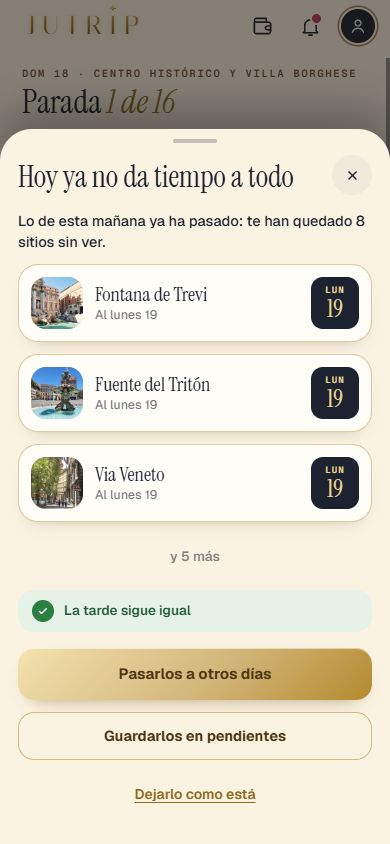 JUTRIP
DOM 18 · CENTRO HISTÓRICO Y VILLA BORGHESE
Parada 1 de 16
Hoy ya no da tiempo a todo
Lo de esta mañana ya ha pasado: te han quedado 8
sitios sin ver.
Fontana de Trevi
Al lunes 19
LUN
19
Fuente del Tritón
Al lunes 19
LUN
19
Via Veneto
Al lunes 19
LUN
19
y 5 más
La tarde sigue igual
Pasarlos a otros días
Guardarlos en pendientes
Dejarlo como está